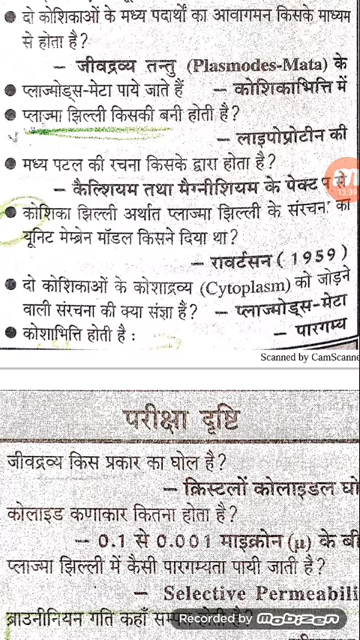 ● दो कोशिकाओं के मध्य पदार्थों का आवागमन किसके माध्यम
से होता है?
– जीवद्रव्य तन्तु (Plasmodes-Mata) के
● प्लाज्मोड्स-मेटा पाये जाते हैं – कोशिकाभित्ति में
● प्लाज्मा झिल्ली किसकी बनी होती है?
– लाइपोप्रोटीन की
● मध्य पटल की रचना किसके द्वारा होता है?
– कैल्शियम तथा मैग्नीशियम के पेक्ट से
● कोशिका झिल्ली अर्थात प्लाज्मा झिल्ली के संरचना का
यूनिट मेम्ब्रेन मॉडल किसने दिया था?
– रावर्टसन (1959)
● दो कोशिकाओं के कोशाद्रव्य (Cytoplasm) को जोड़ने
वाली संरचना की क्या संज्ञा है? – प्लाज्मोड्स-मेटा
● कोशाभित्ति होती है : – पारगम्य
Scanned by CamScanne
परीक्षा दृष्टि
जीवद्रव्य किस प्रकार का घोल है?
– क्रिस्टलों कोलाइडल घो
कोलाइड कणाकार कितना होता है?
– 0.1 से 0.001 माइक्रोन (μ) के बी
प्लाज्मा झिल्ली में कैसी पारगम्यता पायी जाती है?
– Selective Permeabili
ब्राउनीनियन गति कहाँ
Recorded by Mobizen